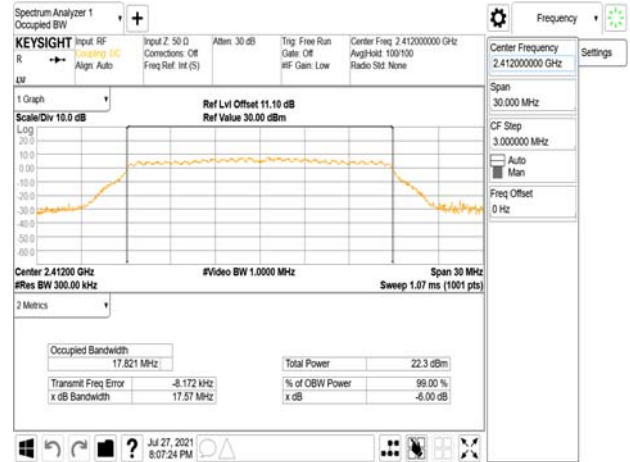 Spectrum Analyzer 1
Occupied BW
Frequency
KEYSIGHT
R
Input: RF
Coupling: DC
Align: Auto
Input Z: 50 Ω
Corrections: Off
Freq Ref: Int (S)
Atten: 30 dB
Trig: Free Run
Gate: Off
#IF Gain: Low
Center Freq: 2.412000000 GHz
Avg|Hold: 100/100
Radio Std: None
Center Frequency
2.412000000 GHz
Settings
Span
30.000 MHz
CF Step
3.000000 MHz
Auto
Man
Freq Offset
0 Hz
1 Graph
Scale/Div 10.0 dB
Ref Lvl Offset 11.10 dB
Ref Value 30.00 dBm
Log
20.0
10.0
0.00
-10.0
-20.0
-30.0
-40.0
-50.0
-60.0
Center 2.41200 GHz
#Res BW 300.00 kHz
#Video BW 1.0000 MHz
Span 30 MHz
Sweep 1.07 ms (1001 pts)
2 Metrics
Occupied Bandwidth
17.821 MHz
Transmit Freq Error -8.172 kHz
x dB Bandwidth 17.57 MHz
Total Power 22.3 dBm
% of OBW Power 99.00 %
x dB -6.00 dB
Jul 27, 2021
8:07:24 PM